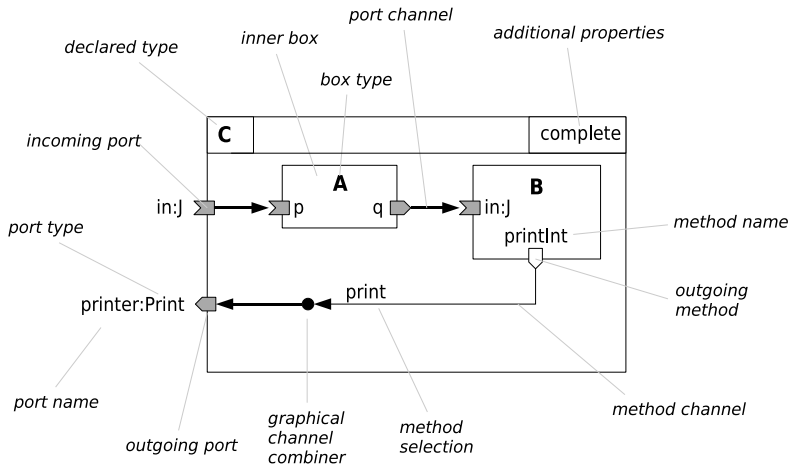 port channel
declared type
inner box
additional properties
box type
C
complete
incoming port
A
B
in:J
p
q
in:J
port type
printInt
method name
printer:Print
print
outgoing
method
port name
outgoing port
graphical
channel
combiner
method
selection
method channel